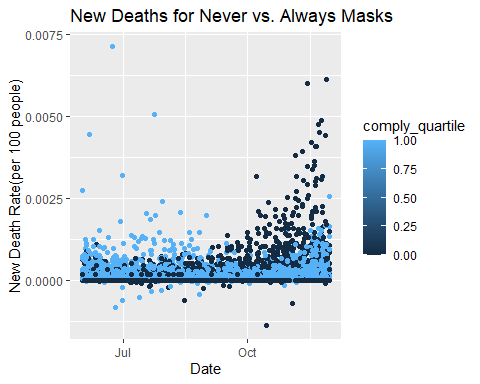 New Deaths for Never vs. Always Masks
0.0075
0.0050
0.0025
0.0000
New Death Rate(per 100 people)
Jul
Oct
Date
comply_quartile
1.00
0.75
0.50
0.25
0.00